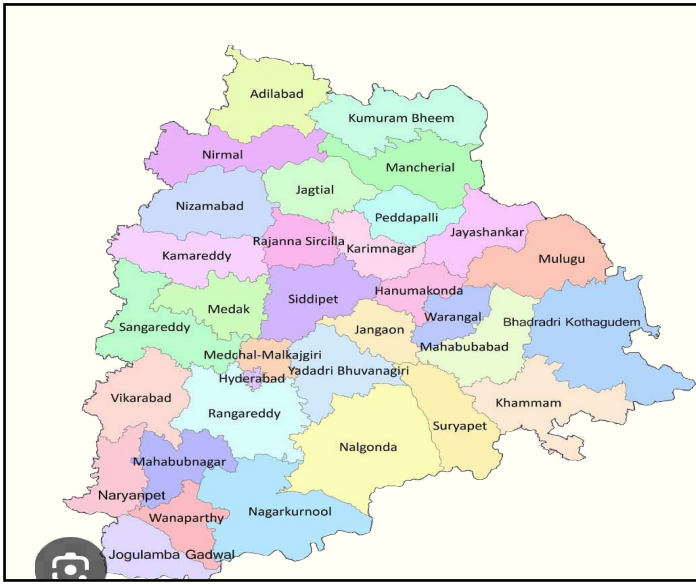 Adilabad
Kumuram Bheem
Nirmal
Mancherial
Jagtial
Nizamabad
Peddapalli
Jayashankar
Rajanna Sircilla
Karimnagar
Kamareddy
Mulugu
Hanumakonda
Siddipet
Medak
Warangal
Bhadradri Kothagudem
Sangareddy
Jangaon
Mahabubabad
Medchal-Malkajgiri
Yadadri Bhuvanagiri
Hyderabad
Vikarabad
Khammam
Rangareddy
Suryapet
Nalgonda
Mahabubnagar
Naryanpet
Nagarkurnool
Wanaparthy
Jogulamba Gadwal